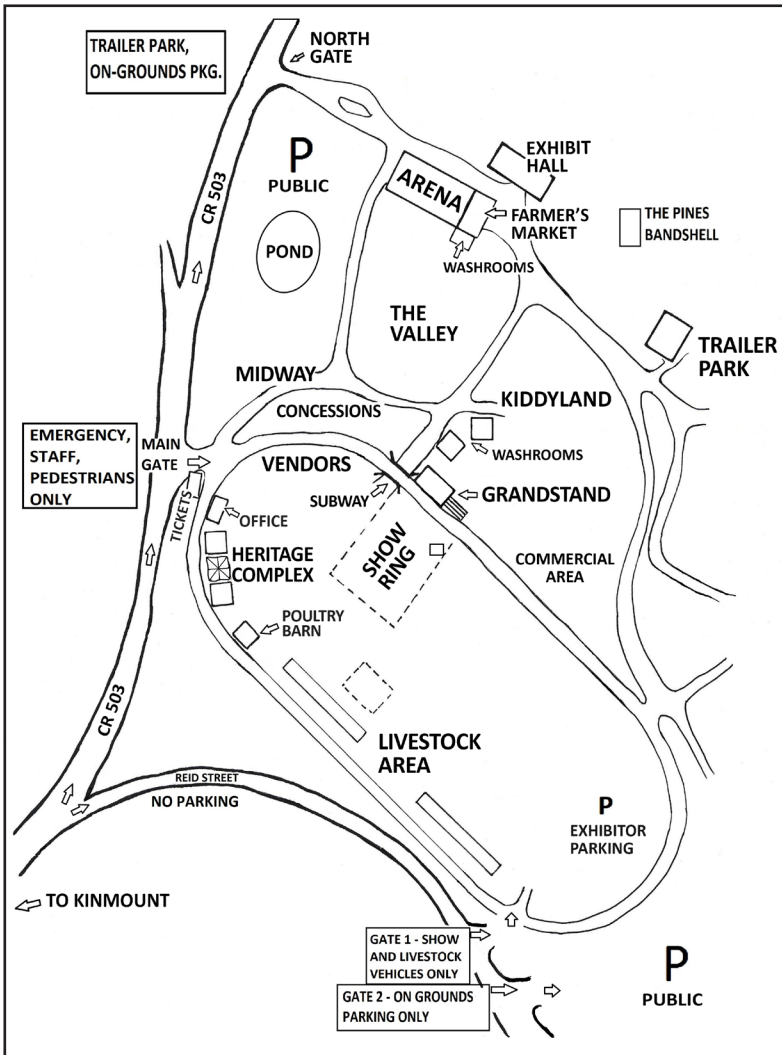 TRAILER PARK,
ON-GROUNDS PKG.
NORTH
GATE
P
PUBLIC
CR 503
POND
ARENA
EXHIBIT
HALL
FARMER'S
MARKET
WASHROOMS
THE PINES
BANDSHELL
THE
VALLEY
TRAILER
PARK
MIDWAY
CONCESSIONS
KIDDYLAND
EMERGENCY,
STAFF,
PEDESTRIANS
ONLY
MAIN
GATE
VENDORS
WASHROOMS
SUBWAY
GRANDSTAND
TICKETS
OFFICE
HERITAGE
COMPLEX
SHOW
RING
COMMERCIAL
AREA
POULTRY
BARN
CR 503
LIVESTOCK
AREA
REID STREET
NO PARKING
P
EXHIBITOR
PARKING
TO KINMOUNT
GATE 1 - SHOW
AND LIVESTOCK
VEHICLES ONLY
GATE 2 - ON GROUNDS
PARKING ONLY
P
PUBLIC